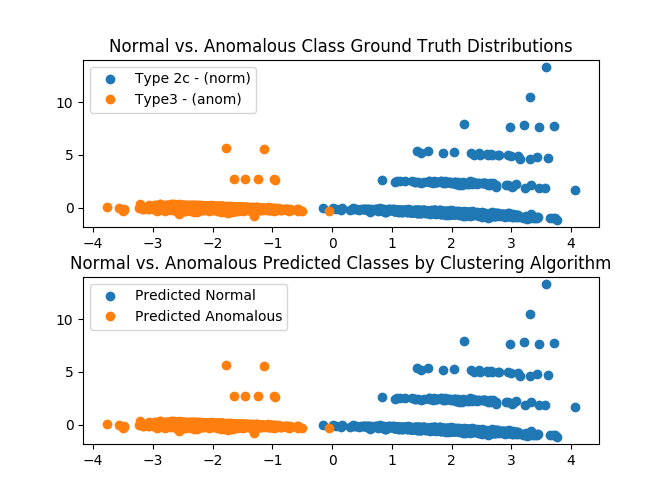 Normal vs. Anomalous Class Ground Truth Distributions
Type 2c - (norm)
Type3 - (anom)
10
5
0
−4 −3 −2 −1 0 1 2 3 4
Normal vs. Anomalous Predicted Classes by Clustering Algorithm
Predicted Normal
Predicted Anomalous
10
5
0
−4 −3 −2 −1 0 1 2 3 4